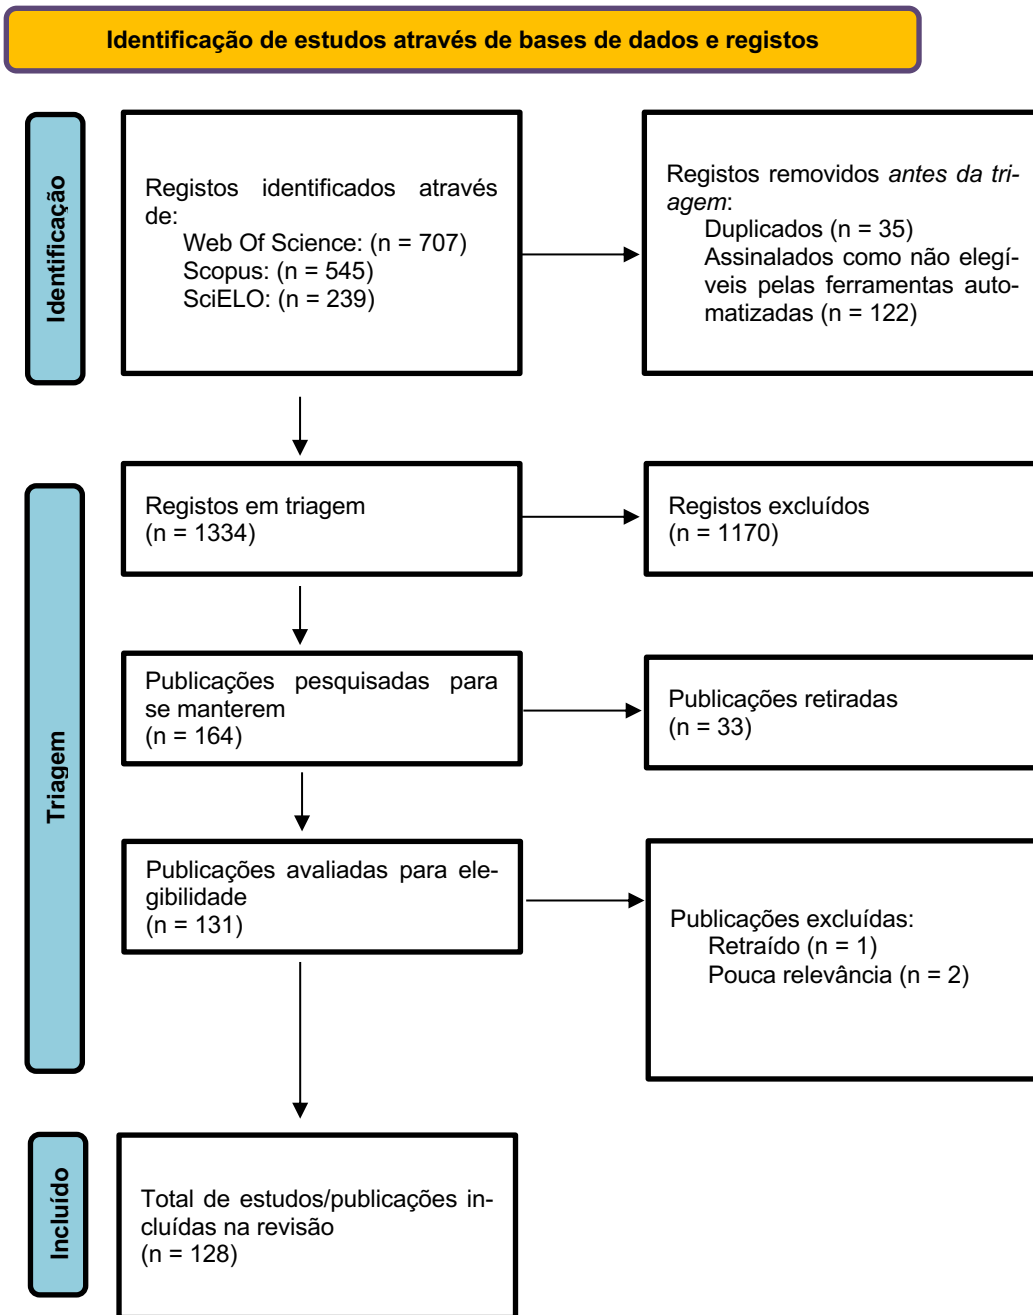 Identificação de estudos através de bases de dados e registos
Identificação
Registos identificados através
de:
Web Of Science: (n = 707)
Scopus: (n = 545)
SciELO: (n = 239)
Registos removidos antes da tri-
agem:
Duplicados (n = 35)
Assinalados como não elegí-
veis pelas ferramentas auto-
matizadas (n = 122)
Triagem
Registos em triagem
(n = 1334)
Registos excluídos
(n = 1170)
Publicações pesquisadas para
se manterem
(n = 164)
Publicações retiradas
(n = 33)
Publicações avaliadas para ele-
gibilidade
(n = 131)
Publicações excluídas:
Retraído (n = 1)
Pouca relevância (n = 2)
Incluído
Total de estudos/publicações in-
cluídas na revisão
(n = 128)